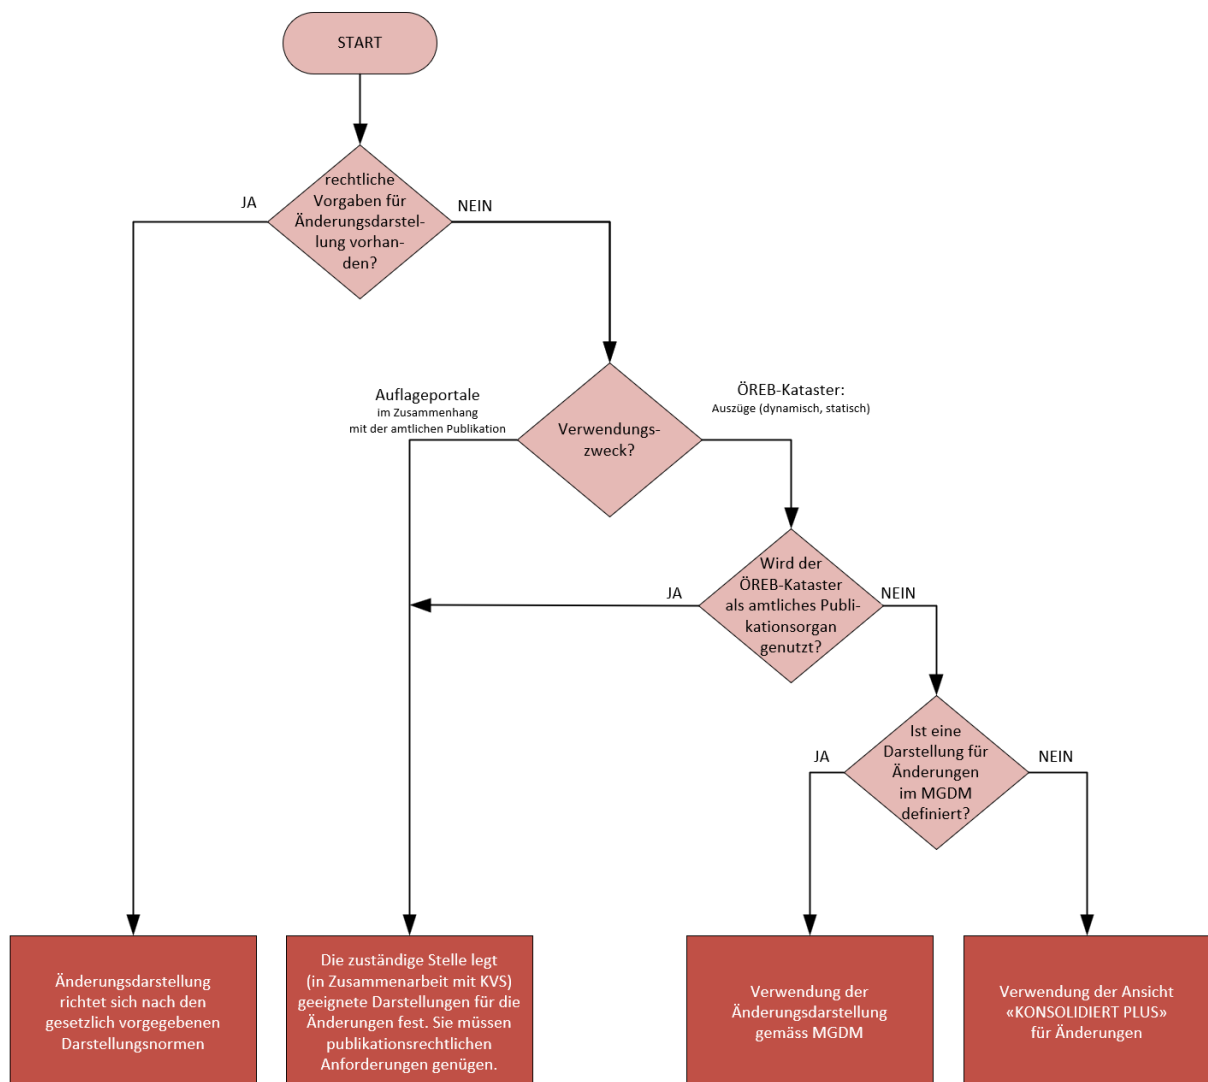 START
rechtliche
Vorgaben für
Änderungsdarstel-
lung vorhan-
den?
JA
NEIN
Auflageportale
im Zusammenhang
mit der amtlichen Publikation
Verwendungs-
zweck?
ÖREB-Kataster:
Auszüge (dynamisch, statisch)
Wird der
ÖREB-Kataster
als amtliches Publi-
kationsorgan
genutzt?
JA
NEIN
Ist eine
Darstellung für
Änderungen
im MGDM
definiert?
JA
NEIN
Änderungsdarstellung
richtet sich nach den
gesetzlich vorgegebenen
Darstellungsnormen
Die zuständige Stelle legt
(in Zusammenarbeit mit KVS)
geeignete Darstellungen für die
Änderungen fest. Sie müssen
publikationsrechtlichen
Anforderungen genügen.
Verwendung der
Änderungsdarstellung
gemäss MGDM
Verwendung der Ansicht
«KONSOLIDIERT PLUS»
für Änderungen